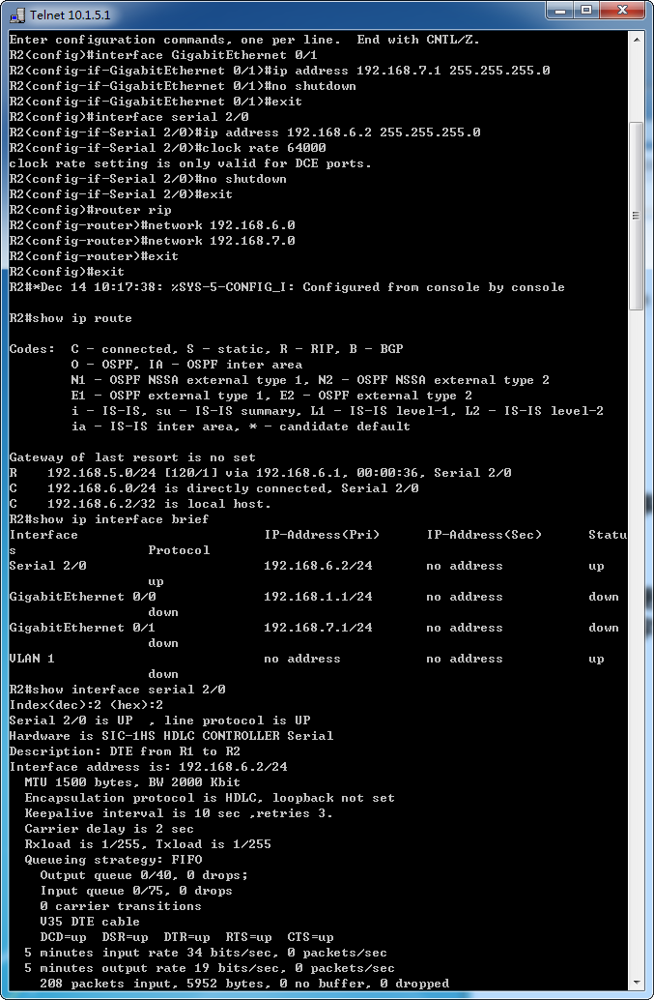 Telnet 10.1.5.1
Enter configuration commands, one per line.  End with CNTL/Z.
R2(config)#interface GigabitEthernet 0/1
R2(config-if-GigabitEthernet 0/1)#ip address 192.168.7.1 255.255.255.0
R2(config-if-GigabitEthernet 0/1)#no shutdown
R2(config-if-GigabitEthernet 0/1)#exit
R2(config)#interface serial 2/0
R2(config-if-Serial 2/0)#ip address 192.168.6.2 255.255.255.0
R2(config-if-Serial 2/0)#clock rate 64000
clock rate setting is only valid for DCE ports.
R2(config-if-Serial 2/0)#no shutdown
R2(config-if-Serial 2/0)#exit
R2(config)#router rip
R2(config-router)#network 192.168.6.0
R2(config-router)#network 192.168.7.0
R2(config-router)#exit
R2(config)#exit
R2#*Dec 14 10:17:38: %SYS-5-CONFIG_I: Configured from console by console
R2#show ip route
Codes:  C - connected, S - static, R - RIP, B - BGP
        O - OSPF, IA - OSPF inter area
        N1 - OSPF NSSA external type 1, N2 - OSPF NSSA external type 2
        E1 - OSPF external type 1, E2 - OSPF external type 2
        i - IS-IS, su - IS-IS summary, L1 - IS-IS level-1, L2 - IS-IS level-2
        ia - IS-IS inter area, * - candidate default
Gateway of last resort is no set
R    192.168.5.0/24 [120/1] via 192.168.6.1, 00:00:36, Serial 2/0
C    192.168.6.0/24 is directly connected, Serial 2/0
C    192.168.6.2/32 is local host.
R2#show ip interface brief
Interface                        IP-Address(Pri)      IP-Address(Sec)      Statu
s                 Protocol
Serial 2/0                       192.168.6.2/24       no address           up
                  up
GigabitEthernet 0/0              192.168.1.1/24       no address           down
                  down
GigabitEthernet 0/1              192.168.7.1/24       no address           down
                  down
VLAN 1                           no address           no address           up
                  down
R2#show interface serial 2/0
Index(dec):2 (hex):2
Serial 2/0 is UP  , line protocol is UP
Hardware is SIC-1HS HDLC CONTROLLER Serial
Description: DTE from R1 to R2
Interface address is: 192.168.6.2/24
  MTU 1500 bytes, BW 2000 Kbit
  Encapsulation protocol is HDLC, loopback not set
  Keepalive interval is 10 sec ,retries 3.
  Carrier delay is 2 sec
  Rxload is 1/255, Txload is 1/255
  Queueing strategy: FIFO
    Output queue 0/40, 0 drops;
    Input queue 0/75, 0 drops
    0 carrier transitions
    V35 DTE cable
    DCD=up  DSR=up  DTR=up  RTS=up  CTS=up
  5 minutes input rate 34 bits/sec, 0 packets/sec
  5 minutes output rate 19 bits/sec, 0 packets/sec
    208 packets input, 5952 bytes, 0 no buffer, 0 dropped